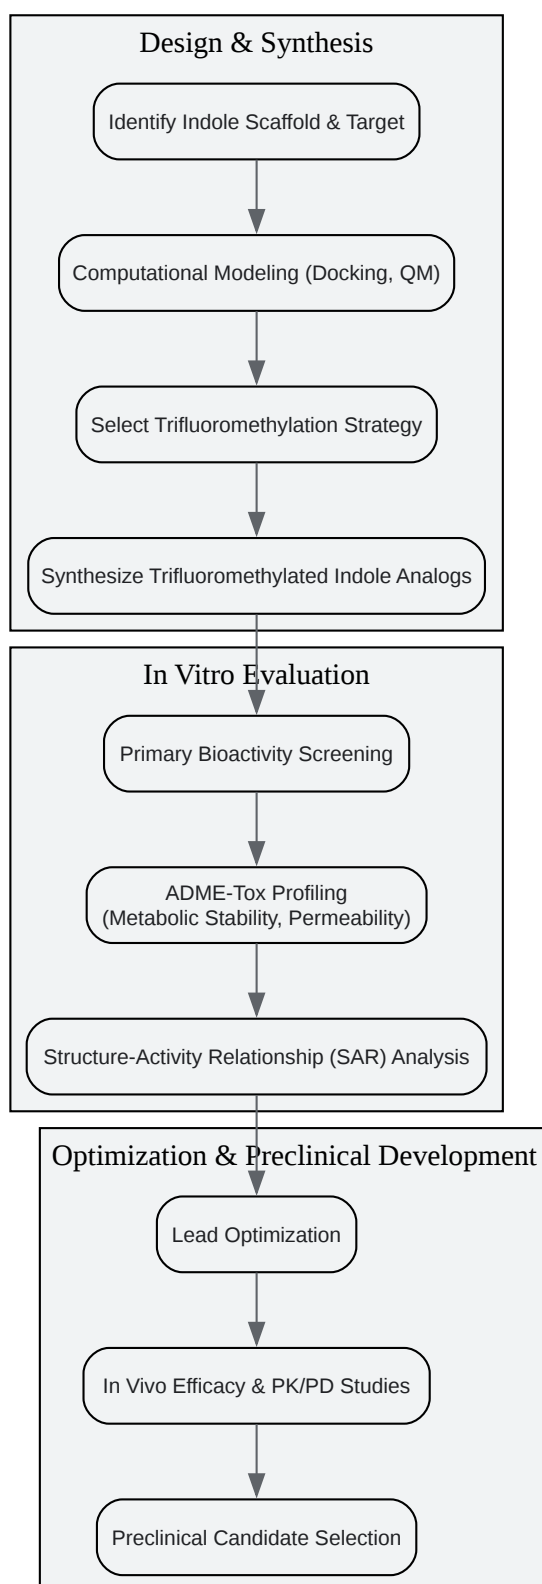 Design & Synthesis
Identify Indole Scaffold & Target
Computational Modeling (Docking, QM)
Select Trifluoromethylation Strategy
Synthesize Trifluoromethylated Indole Analogs
In Vitro Evaluation
Primary Bioactivity Screening
ADME-Tox Profiling
(Metabolic Stability, Permeability)
Structure-Activity Relationship (SAR) Analysis
Optimization & Preclinical Development
Lead Optimization
In Vivo Efficacy & PK/PD Studies
Preclinical Candidate Selection